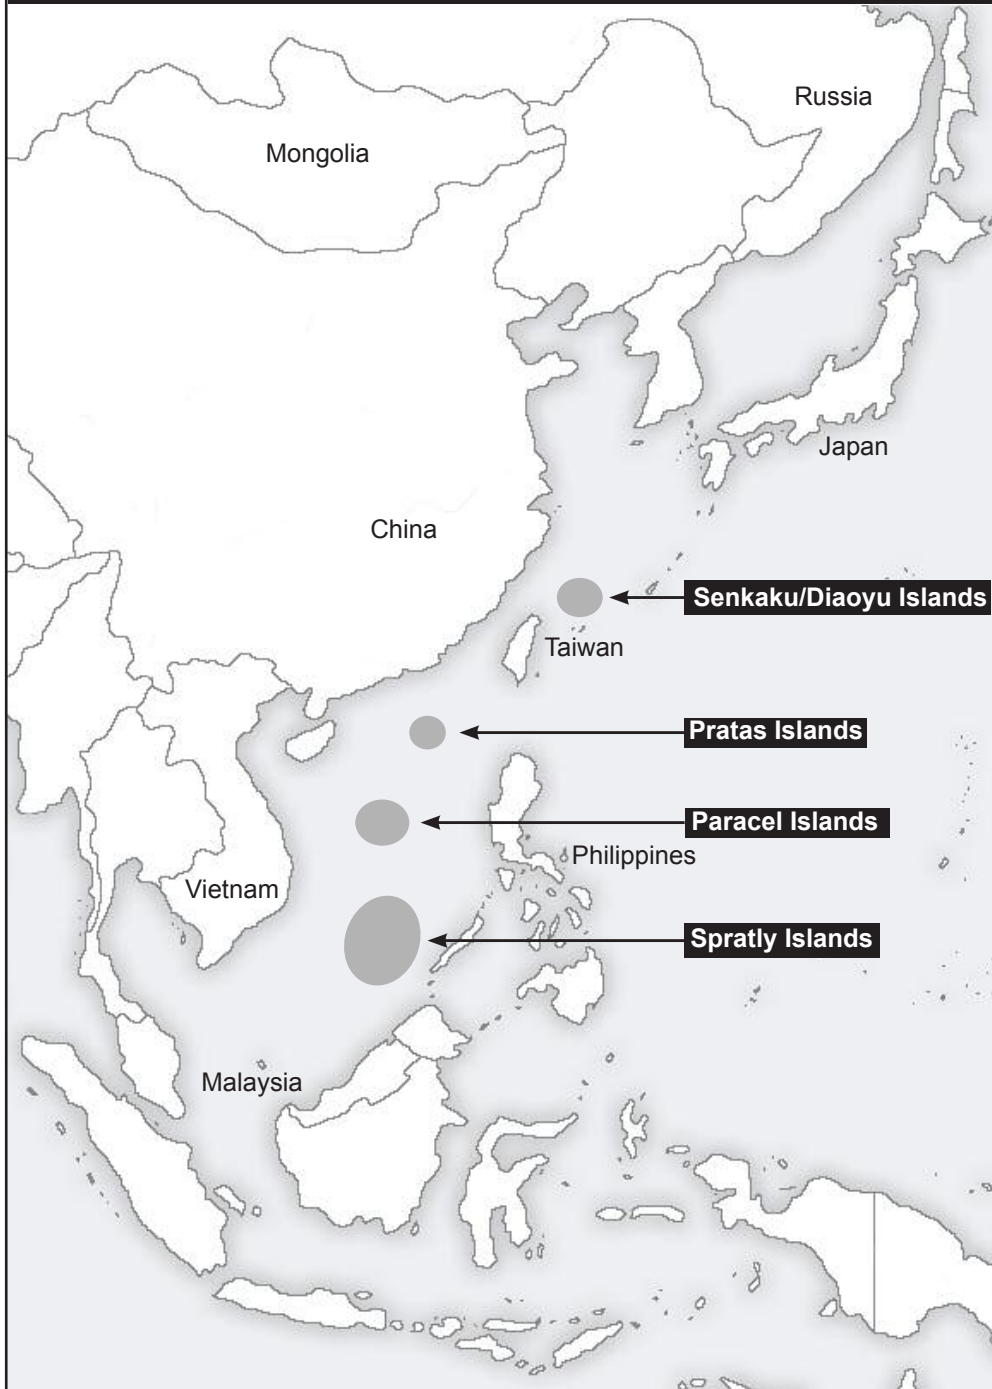 Russia
Mongolia
Japan
China
Senkaku/Diaoyu Islands
Taiwan
Pratas Islands
Paracel Islands
Philippines
Vietnam
Spratly Islands
Malaysia